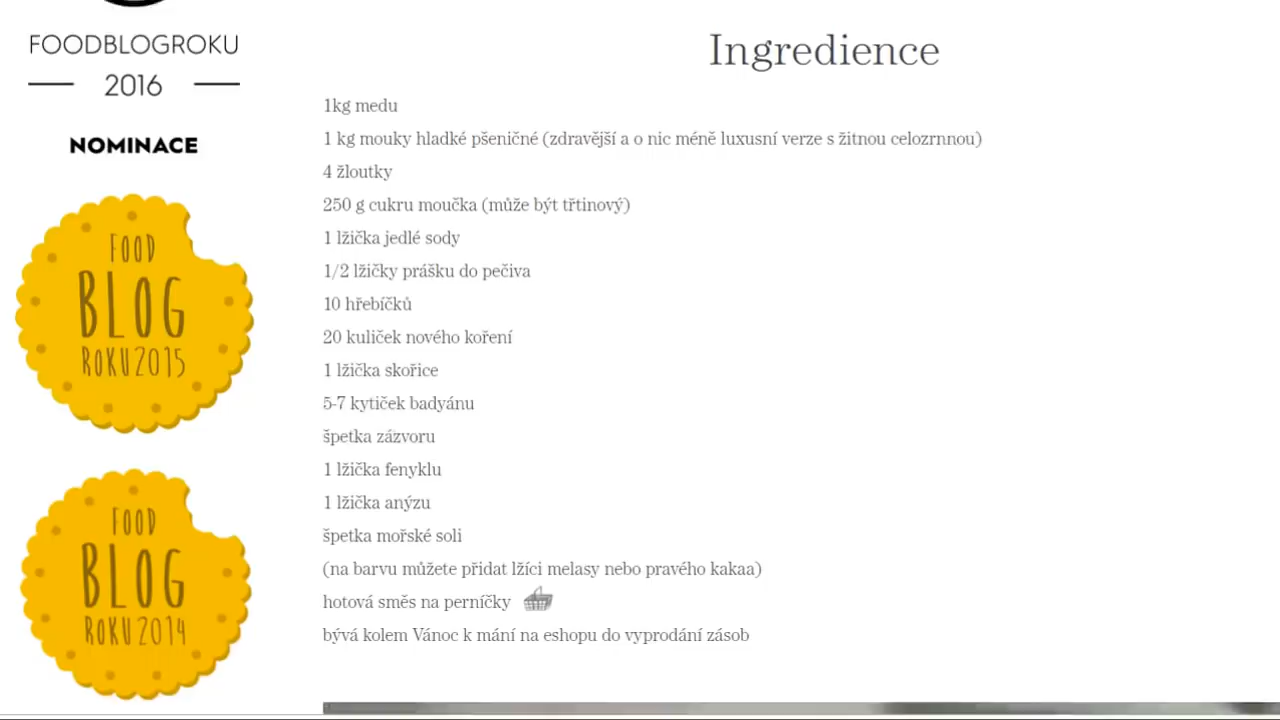 FOODBLOGROKU
2016
NOMINACE
FOOD
BLOG
ROKU2015
FOOD
BLOG
ROKU2014
Ingredience
1kg medu
1 kg mouky hladké pšeničné (zdravější a o nic méně luxusní verze s žitnou celozrnnou)
4 žloutky
250 g cukru moučka (může být třtinový)
1 lžička jedlé sody
1/2 lžičky prášku do pečiva
10 hřebíčků
20 kuliček nového koření
1 lžička skořice
5-7 kytiček badyánu
špetka zázvoru
1 lžička fenyklu
1 lžička anýzu
špetka mořské soli
(na barvu můžete přidat lžíci melasy nebo pravého kakaa)
hotová směs na perníčky
bývá kolem Vánoc k mání na eshopu do vyprodání zásob